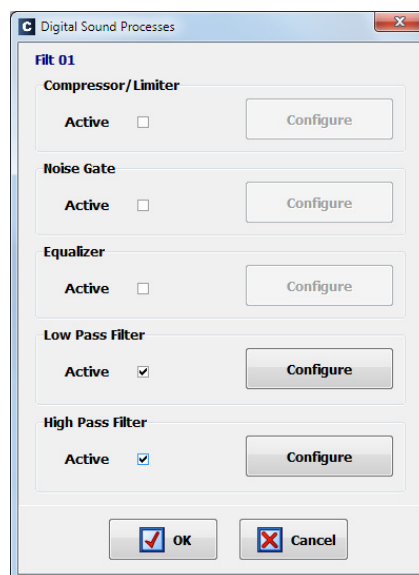 C Digital Sound Processes X
Filt 01
Compressor/Limiter
Active Configure
Noise Gate
Active Configure
Equalizer
Active Configure
Low Pass Filter
Active Configure
High Pass Filter
Active Configure
OK Cancel